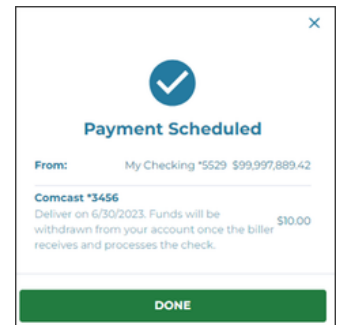 Payment Scheduled
From: My Checking *5529 $99,997,889.42
Comcast *3456
Deliver on 6/30/2023. Funds will be
withdrawn from your account once the biller $10.00
receives and processes the check.
DONE